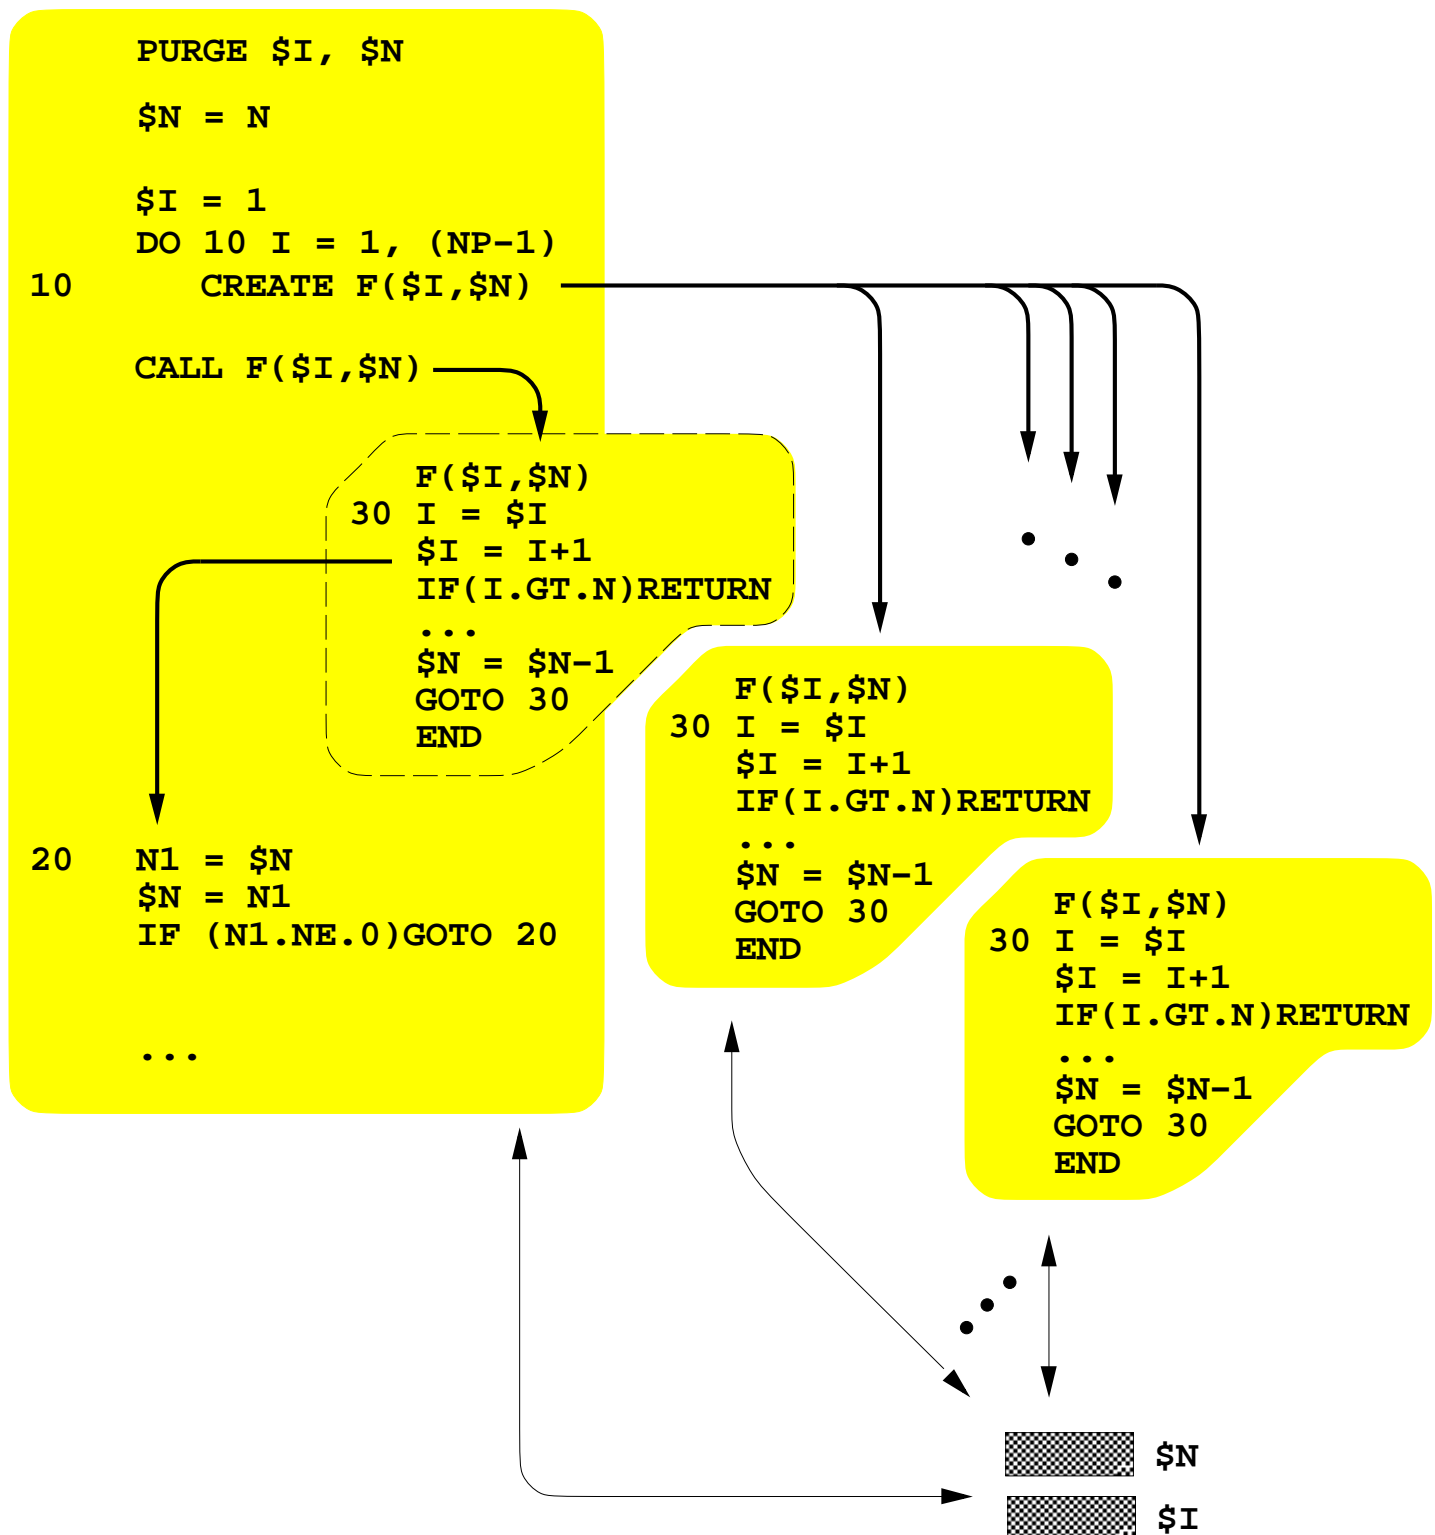 PURGE $I, $N
$N = N
$I = 1
DO 10 I = 1, (NP-1)
10 CREATE F($I,$N)
CALL F($I,$N)
F($I,$N)
30 I = $I
$I = I+1
IF(I.GT.N)RETURN
...
$N = $N-1
GOTO 30
END
20 N1 = $N
$N = N1
IF (N1.NE.0)GOTO 20
...
F($I,$N)
30 I = $I
$I = I+1
IF(I.GT.N)RETURN
...
$N = $N-1
GOTO 30
END
F($I,$N)
30 I = $I
$I = I+1
IF(I.GT.N)RETURN
...
$N = $N-1
GOTO 30
END
$N
$I